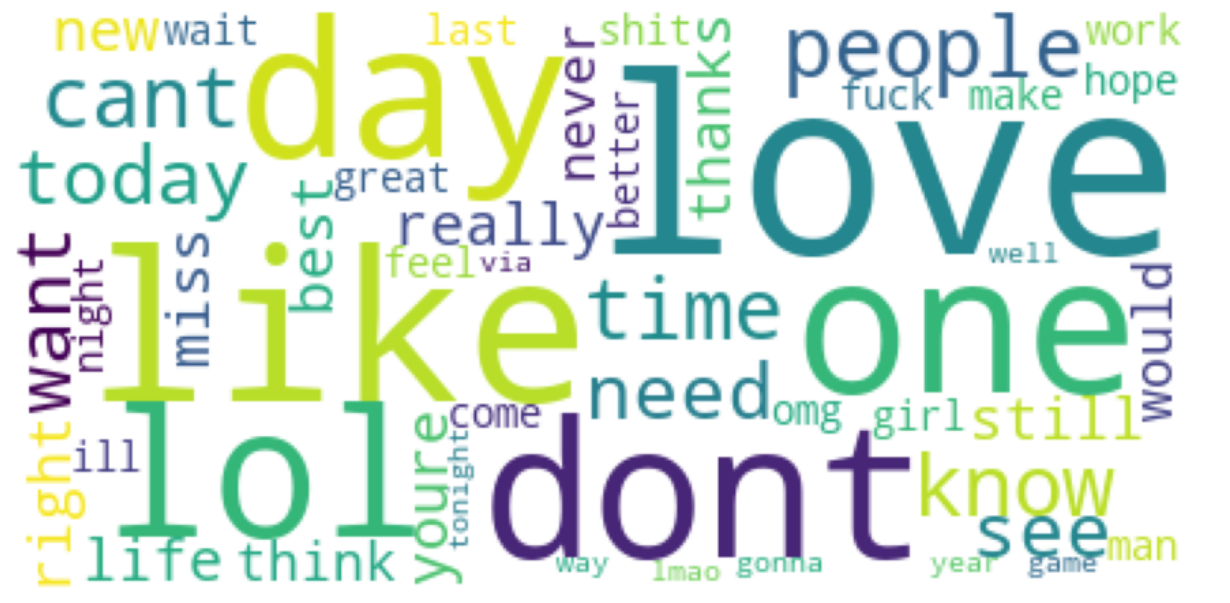 new
wait
day
last
never
shit
thanks
people
work
cant
love
fuck
make
hope
better
today
great
best
really
want
night
miss
like
feel
via
well
time
one
would
need
come
omg
girl
still
lol
dont
right
ill
youre
tonight
know
see
man
life
think
way
lmao
gonna
year
game